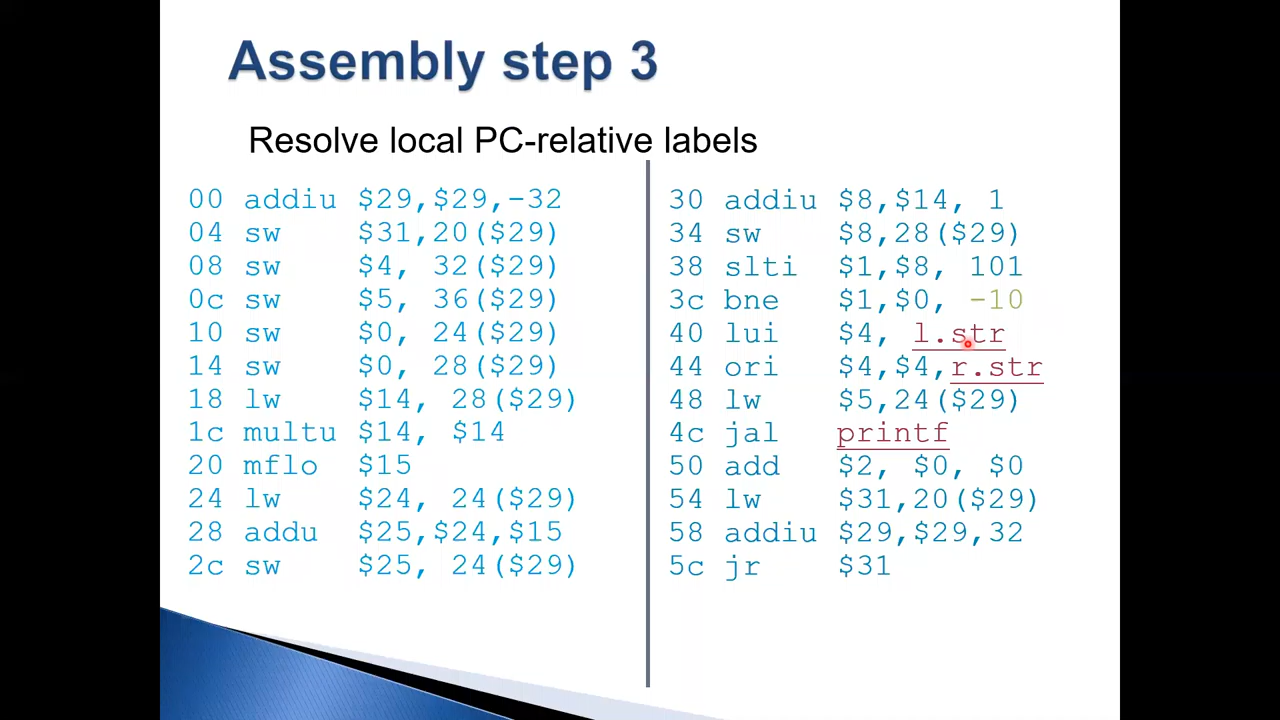 Assembly step 3
Resolve local PC-relative labels
00 addiu $29,$29,-32
04 sw $31,20($29)
08 sw $4, 32($29)
0c sw $5, 36($29)
10 sw $0, 24($29)
14 sw $0, 28($29)
18 lw $14, 28($29)
1c multu $14, $14
20 mflo $15
24 lw $24, 24($29)
28 addu $25,$24,$15
2c sw $25, 24($29)
30 addiu $8,$14, 1
34 sw $8,28($29)
38 slti $1,$8, 101
3c bne $1,$0, -10
40 lui $4, l.str
44 ori $4,$4,r.str
48 lw $5,24($29)
4c jal printf
50 add $2, $0, $0
54 lw $31,20($29)
58 addiu $29,$29,32
5c jr $31